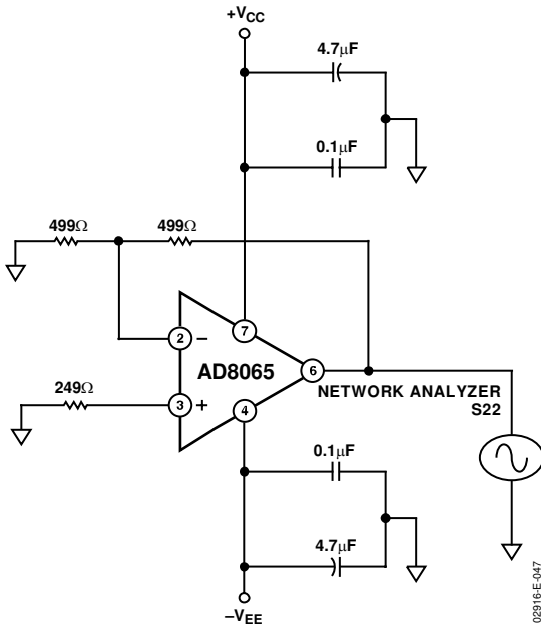 +VCC
4.7μF
0.1μF
499Ω 499Ω
7
2 −
AD8065
6
NETWORK ANALYZER
S22
249Ω
3 +
4
0.1μF
4.7μF
−VEE
02916-E-047